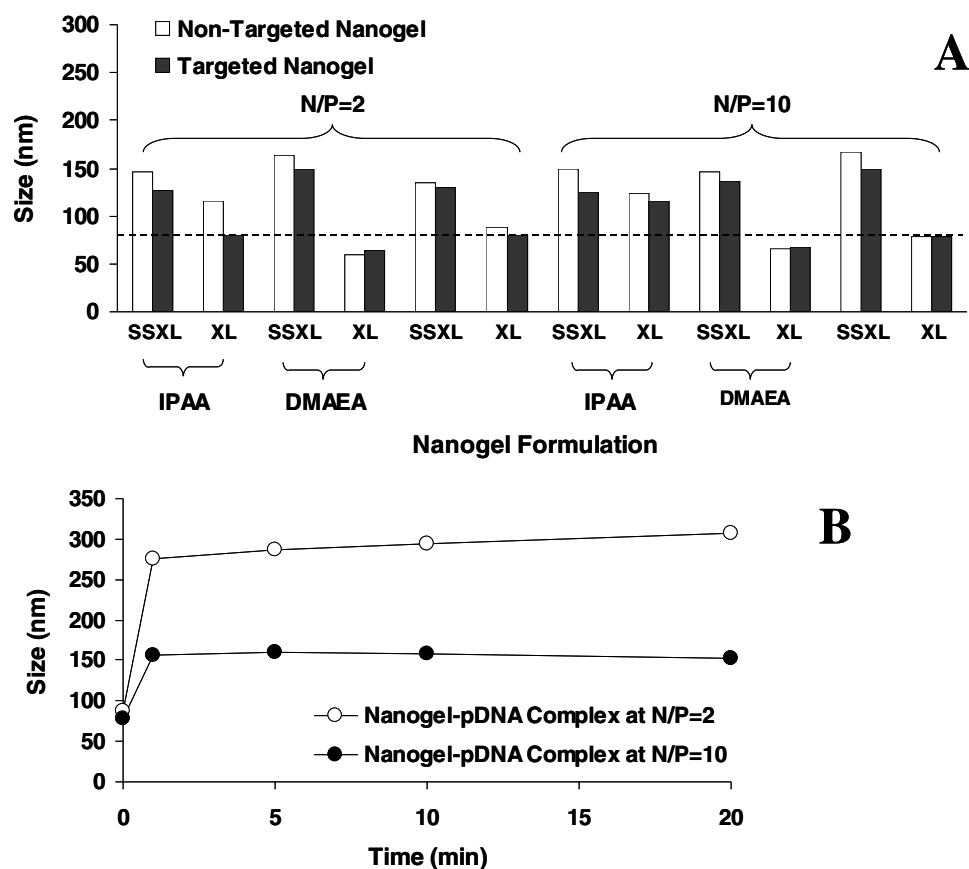 300
250
200
150
100
50
0
Size (nm)
Non-Targeted Nanogel
Targeted Nanogel
A
N/P=2
N/P=10
SSXL XL SSXL XL SSXL XL SSXL XL SSXL XL SSXL XL
IPAA DMAEA IPAA DMAEA
Nanogel Formulation
350
300
250
200
150
100
50
0
Size (nm)
B
Nanogel-pDNA Complex at N/P=2
Nanogel-pDNA Complex at N/P=10
0 5 10 15 20
Time (min)